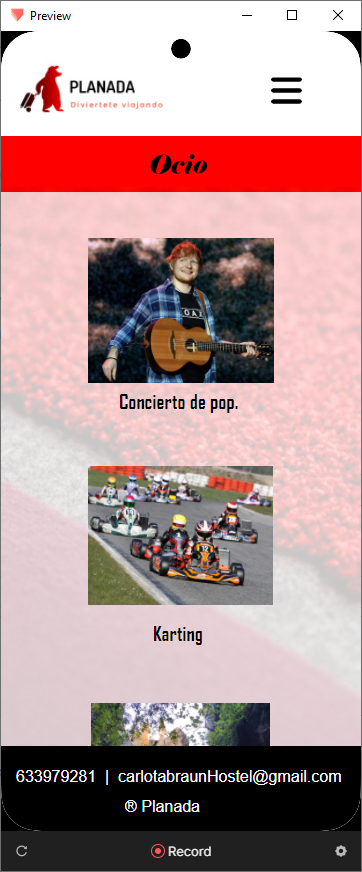 Preview
PLANADA
Diviertete viajando
Ocio
Concierto de pop.
Karting
633979281 | carlotabraunHostel@gmail.com
® Planada
Record